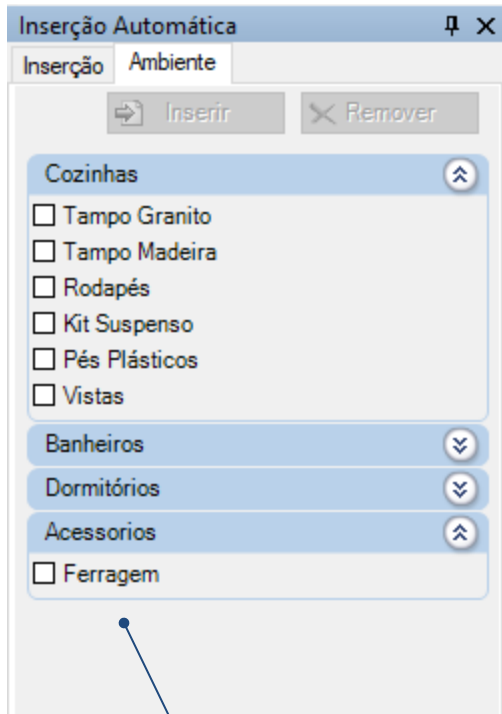 Inserção Automática
Inserção Ambiente
Inserir Remover
Cozinhas
Tampo Granito
Tampo Madeira
Rodapés
Kit Suspenso
Pés Plásticos
Vistas
Banheiros
Dormitórios
Acessorios
Ferragem